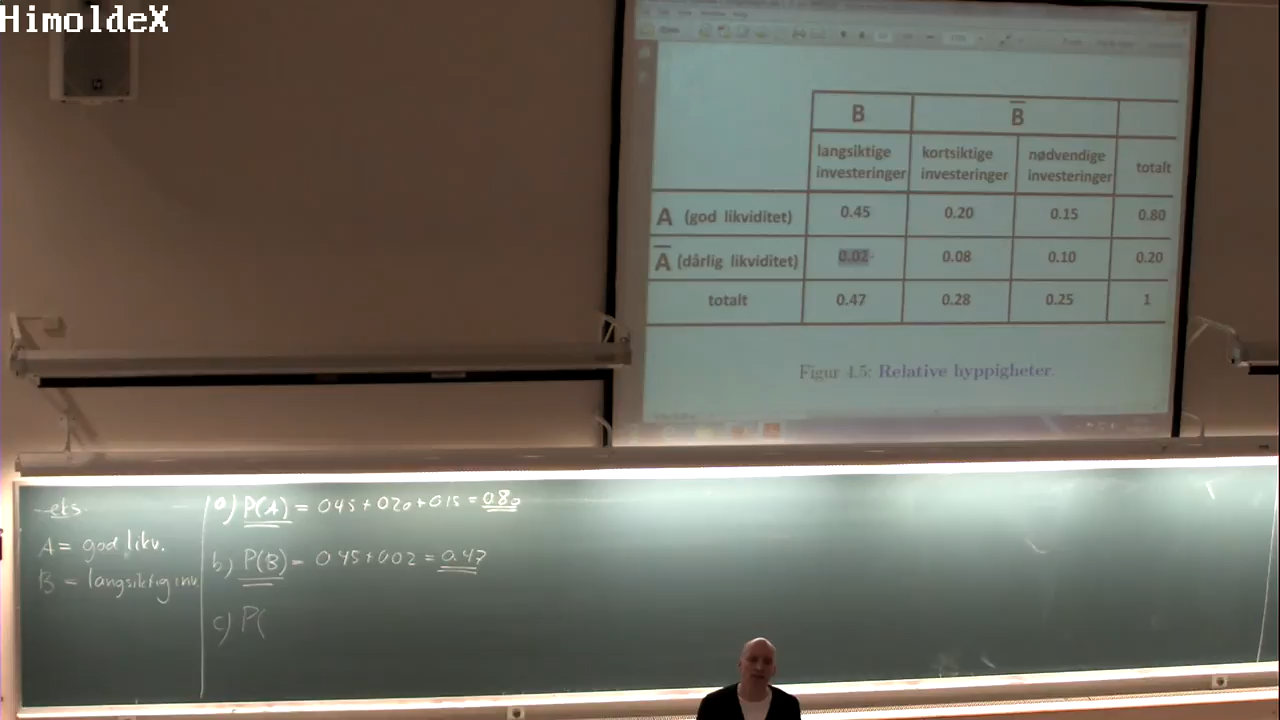 HimoldeX
B B̅
langsiktige investeringer kortsiktige investeringer nødvendige investeringer totalt
A (god likviditet) 0.45 0.20 0.15 0.80
A̅ (dårlig likviditet) 0.02 0.08 0.10 0.20
totalt 0.47 0.28 0.25 1
Figur 4.5: Relative hyppigheter.
eks.
A = god likv.
B = langsiktig inv.
a) P(A) = 0.45 + 0.20 + 0.15 = 0.80
b) P(B) = 0.45 + 0.02 = 0.47
c) P(